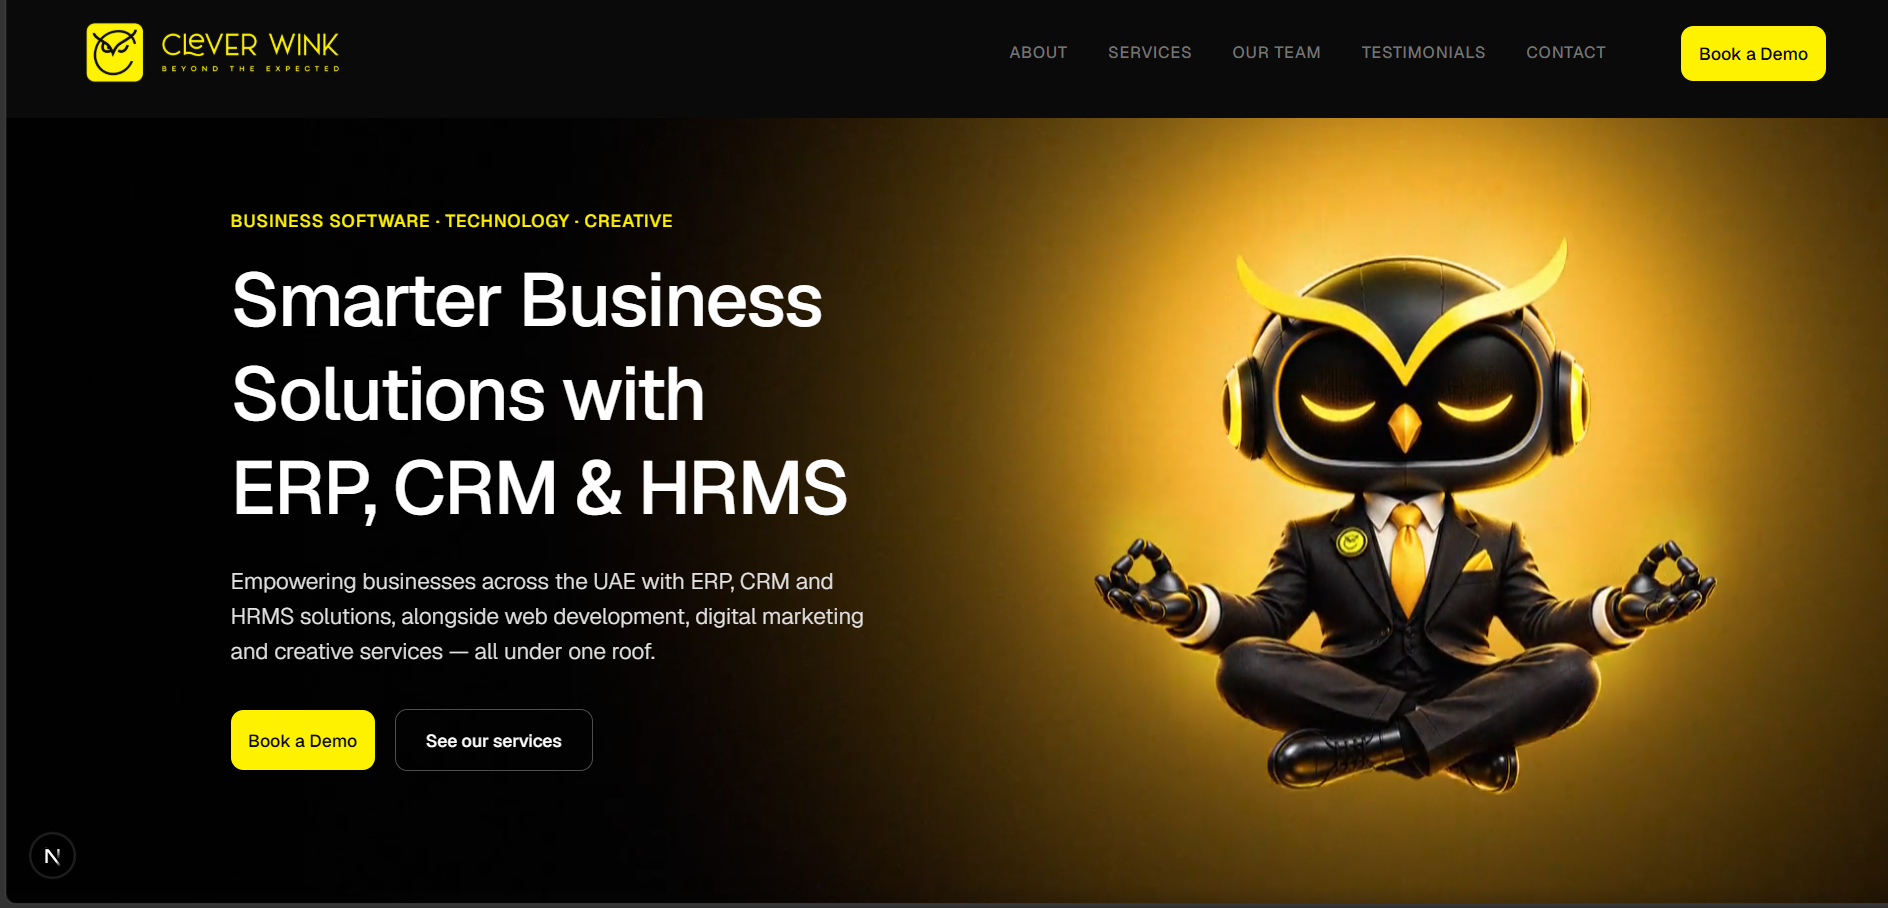 CLEVER WINK
BEYOND THE EXPECTED
ABOUT
SERVICES
OUR TEAM
TESTIMONIALS
CONTACT
Book a Demo
BUSINESS SOFTWARE · TECHNOLOGY · CREATIVE
Smarter Business
Solutions with
ERP, CRM & HRMS
Empowering businesses across the UAE with ERP, CRM and
HRMS solutions, alongside web development, digital marketing
and creative services — all under one roof.
Book a Demo
See our services
N